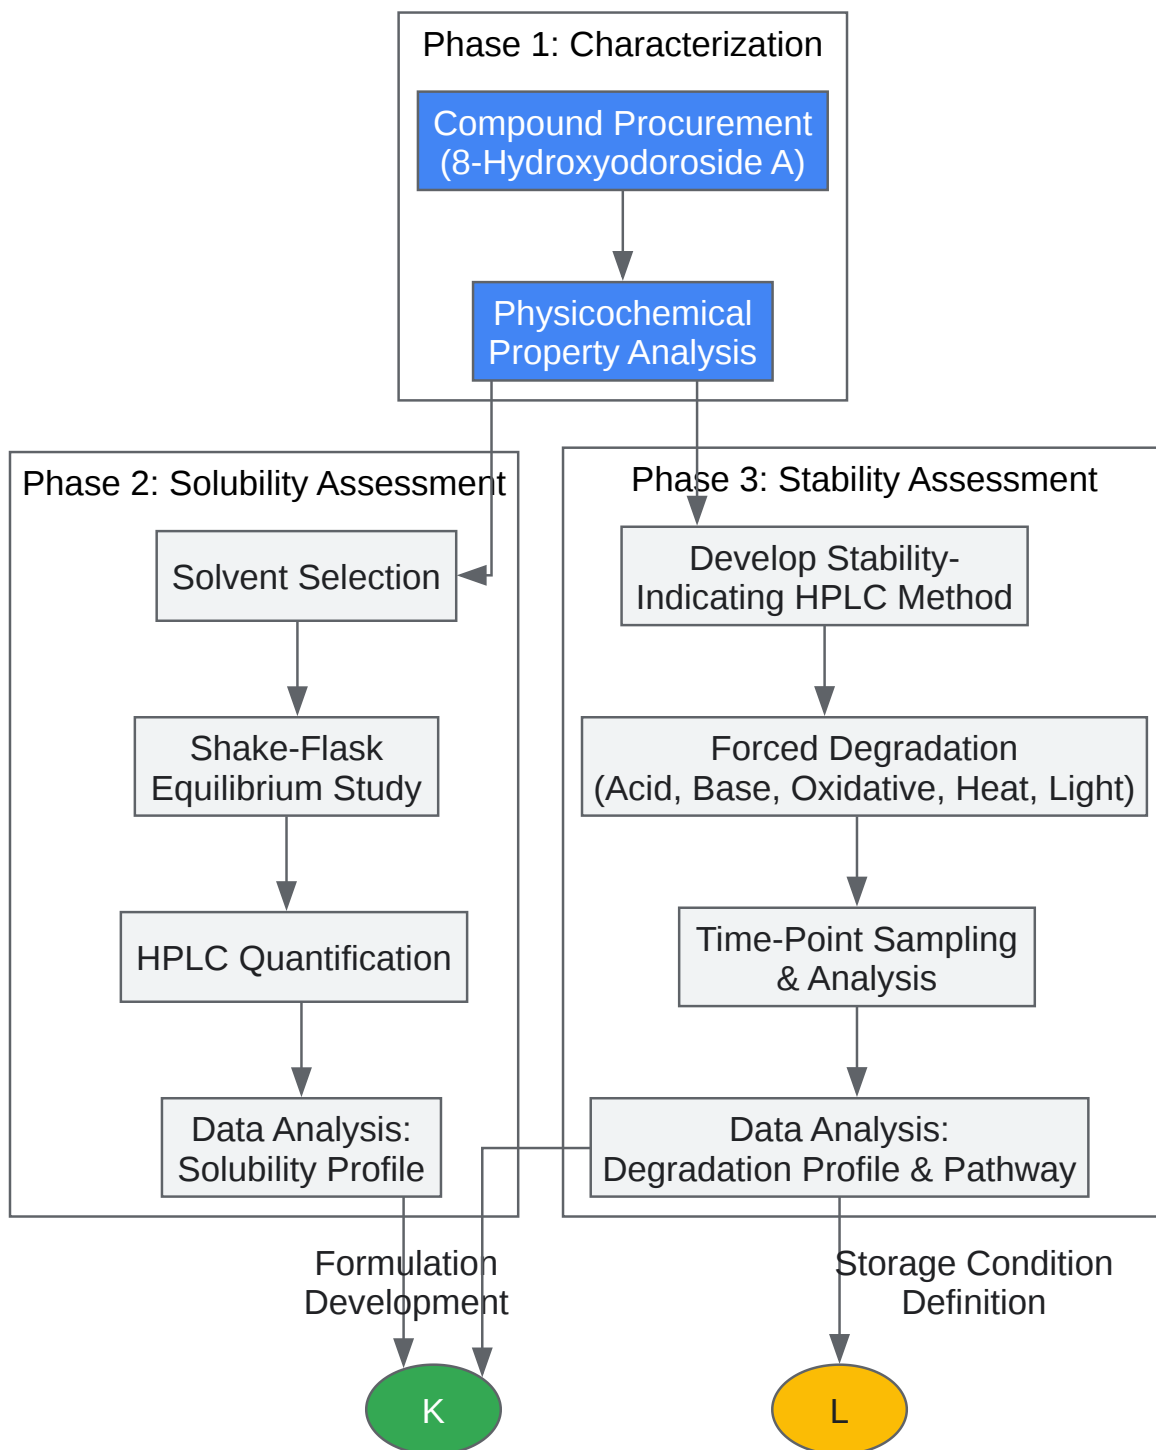 Phase 1: Characterization
Compound Procurement
(8-Hydroxyodoroside A)
Physicochemical
Property Analysis
Phase 2: Solubility Assessment
Solvent Selection
Shake-Flask
Equilibrium Study
HPLC Quantification
Data Analysis:
Solubility Profile
Phase 3: Stability Assessment
Develop Stability-
Indicating HPLC Method
Forced Degradation
(Acid, Base, Oxidative, Heat, Light)
Time-Point Sampling
& Analysis
Data Analysis:
Degradation Profile & Pathway
Formulation
Development
Storage Condition
Definition
K
L